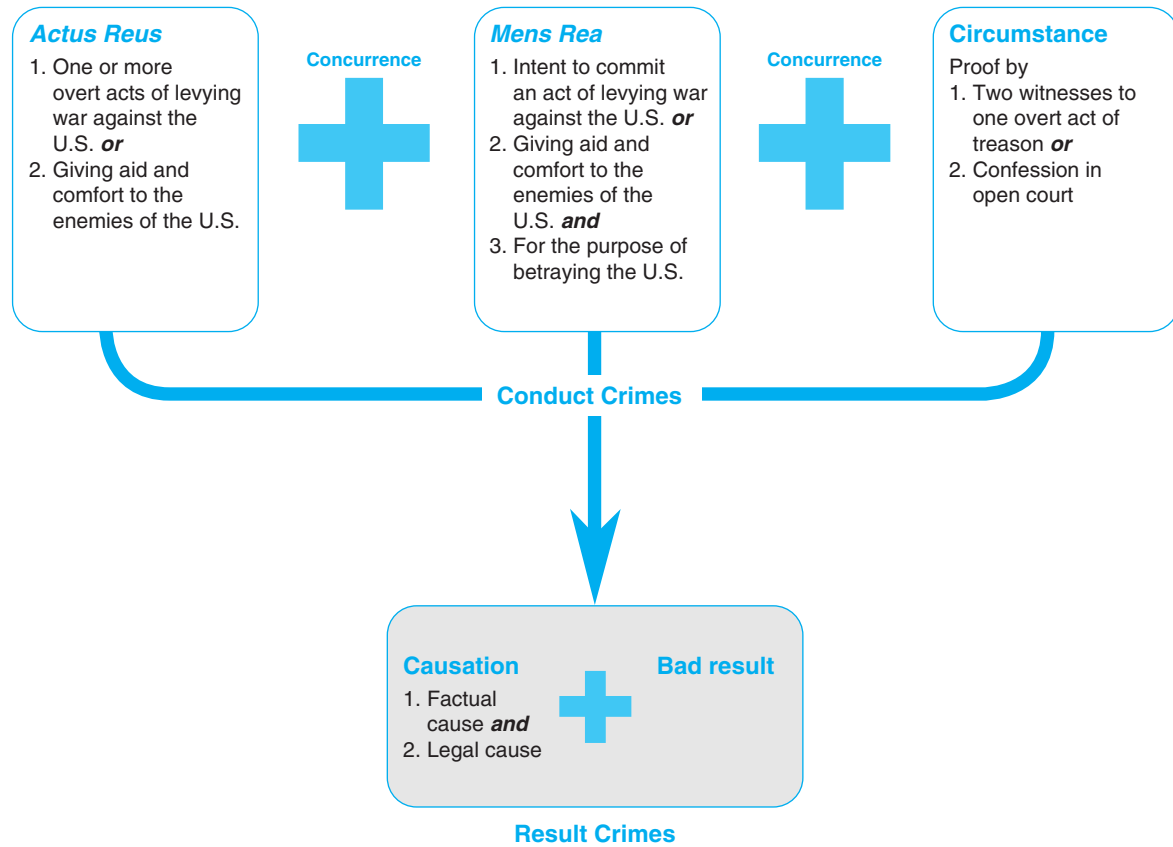 Actus Reus
1. One or more
overt acts of levying
war against the
U.S. or
2. Giving aid and
comfort to the
enemies of the U.S.
Concurrence
Mens Rea
1. Intent to commit
an act of levying war
against the U.S. or
2. Giving aid and
comfort to the
enemies of the
U.S. and
3. For the purpose of
betraying the U.S.
Concurrence
Circumstance
Proof by
1. Two witnesses to
one overt act of
treason or
2. Confession in
open court
Conduct Crimes
Causation
1. Factual
cause and
2. Legal cause
Bad result
Result Crimes